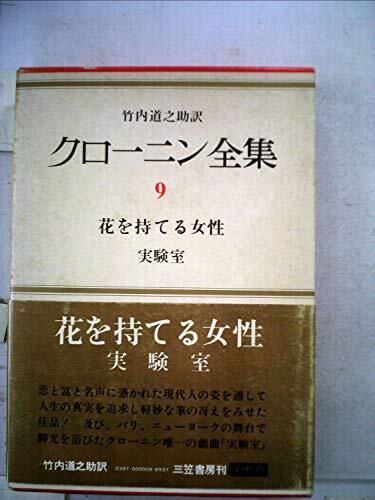 竹内道之助訳
クローニン全集
9
花を持てる女性
実験室
花を持てる女性
実験室
恋と富と名声に憑かれた現代人の姿を通して
人生の真実を追求し軽妙な筆の冴えをみせた
佳品! 及び、パリ、ニューヨークの舞台で
脚光を浴びたクローニン唯一の戯曲「実験室」
竹内道之助訳 0397-000009-8937 三笠書房刊